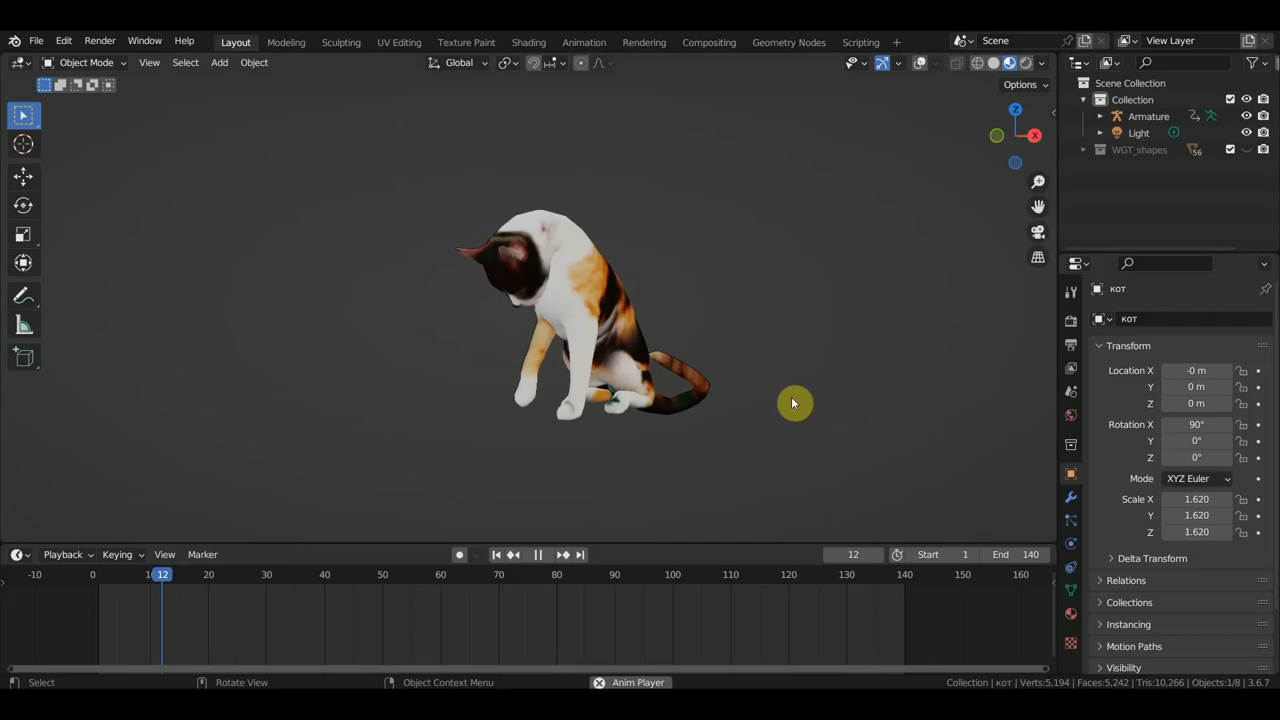 File Edit Render Window Help Layout Modeling Sculpting UV Editing Texture Paint Shading Animation Rendering Compositing Geometry Nodes Scripting + Scene View Layer
Object Mode View Select Add Object Global
Options
Z
X
Scene Collection
Collection
Armature
Light
WGT_shapes 56
кот
кот
Transform
Location X -0 m
Y 0 m
Z 0 m
Rotation X 90°
Y 0°
Z 0°
Mode XYZ Euler
Scale X 1.620
Y 1.620
Z 1.620
Delta Transform
Relations
Collections
Instancing
Motion Paths
Visibility
Playback Keying View Marker 12 Start 1 End 140
-10 0 12 20 30 40 50 60 70 80 90 100 110 120 130 140 150 160
Select Rotate View Object Context Menu Anim Player Collection | кот | Verts:5,194 | Faces:5,242 | Tris:10,266 | Objects:1/8 | 3.6.7